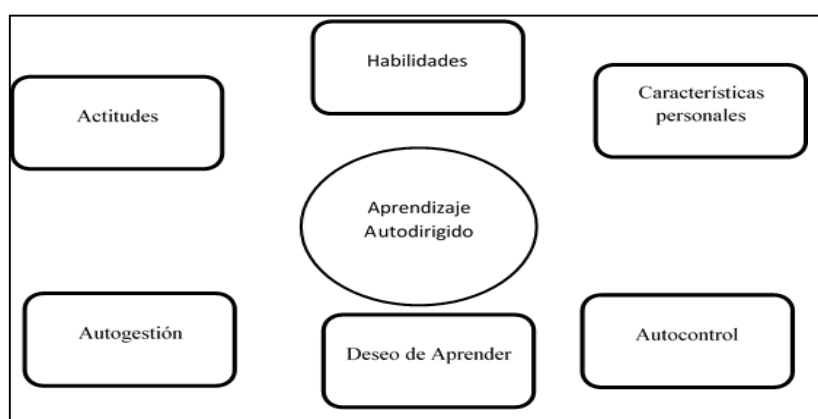 Habilidades
Actitudes
Características
personales
Aprendizaje
Autodirigido
Autogestión
Deseo de Aprender
Autocontrol